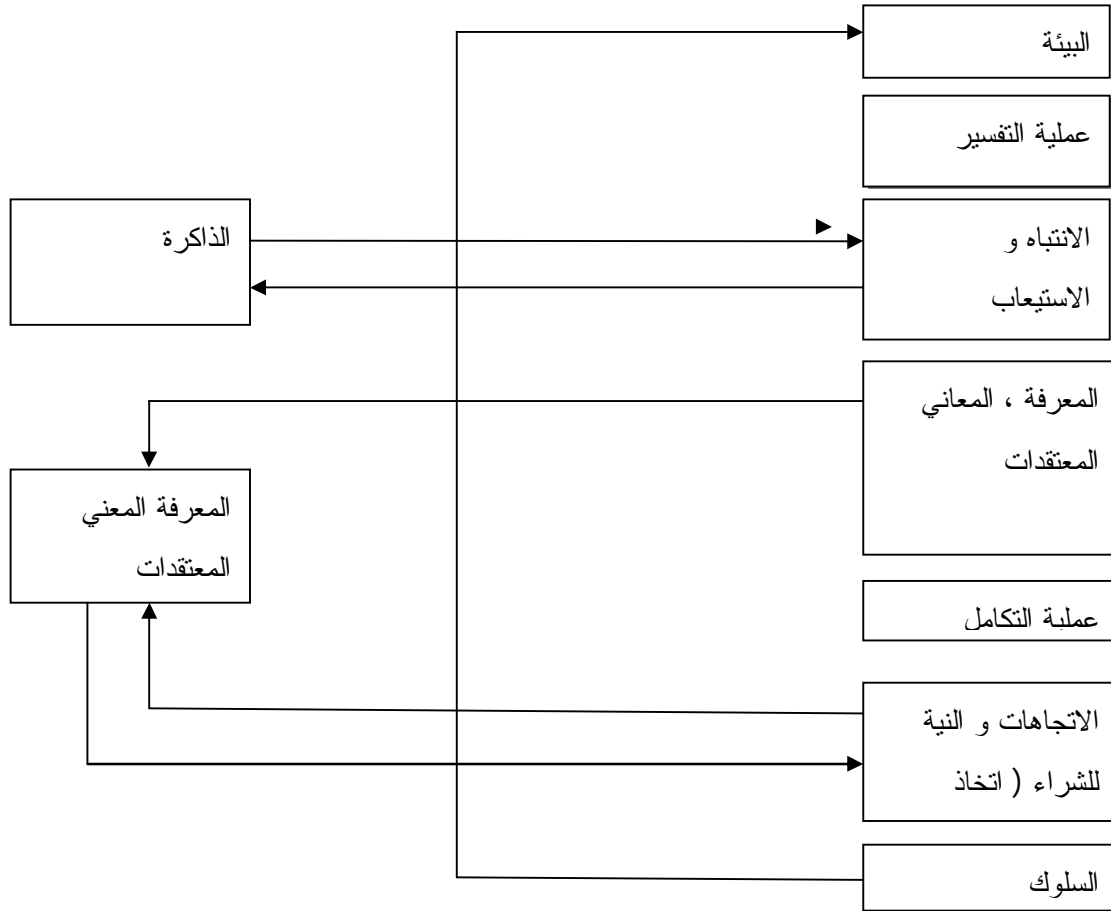 البيئة
عملية التفسير
الانتباه و
الاستيعاب
الذاكرة
المعرفة ، المعاني
المعتقدات
المعرفة المعني
المعتقدات
عملية التكامل
الاتجاهات و النية
للشراء ( اتخاذ
السلوك